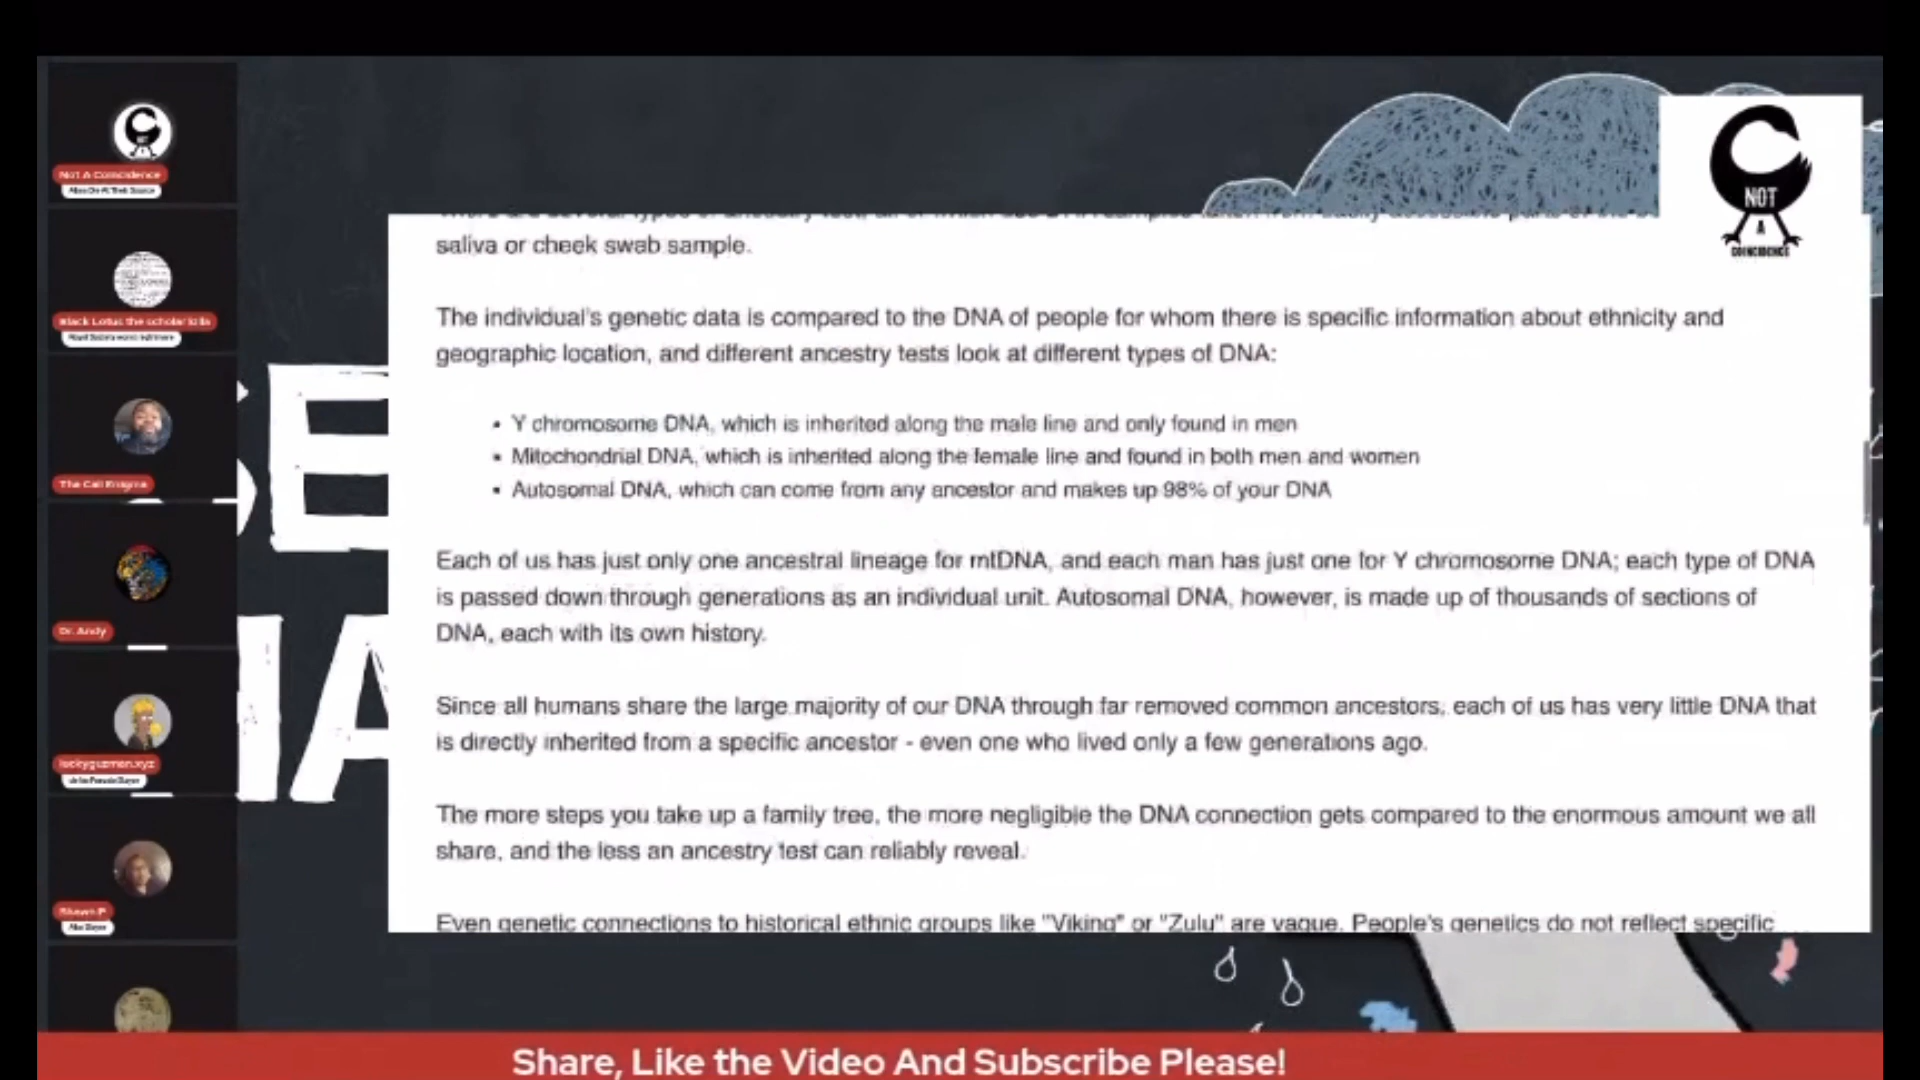 Not A Coincidence
Black Lotus the scholar killa
The Cali Enigma
Dr. Andy
luckyguzman.xyz
Shawn P
NOT
A
COINCIDENCE
saliva or cheek swab sample.
The individual's genetic data is compared to the DNA of people for whom there is specific information about ethnicity and
geographic location, and different ancestry tests look at different types of DNA:
• Y chromosome DNA, which is inherited along the male line and only found in men
• Mitochondrial DNA, which is inherited along the female line and found in both men and women
• Autosomal DNA, which can come from any ancestor and makes up 98% of your DNA
Each of us has just only one ancestral lineage for mtDNA, and each man has just one for Y chromosome DNA; each type of DNA
is passed down through generations as an individual unit. Autosomal DNA, however, is made up of thousands of sections of
DNA, each with its own history.
Since all humans share the large majority of our DNA through far removed common ancestors, each of us has very little DNA that
is directly inherited from a specific ancestor - even one who lived only a few generations ago.
The more steps you take up a family tree, the more negligible the DNA connection gets compared to the enormous amount we all
share, and the less an ancestry test can reliably reveal.
Even genetic connections to historical ethnic groups like "Viking" or "Zulu" are vague. People's genetics do not reflect specific
Share, Like the Video And Subscribe Please!